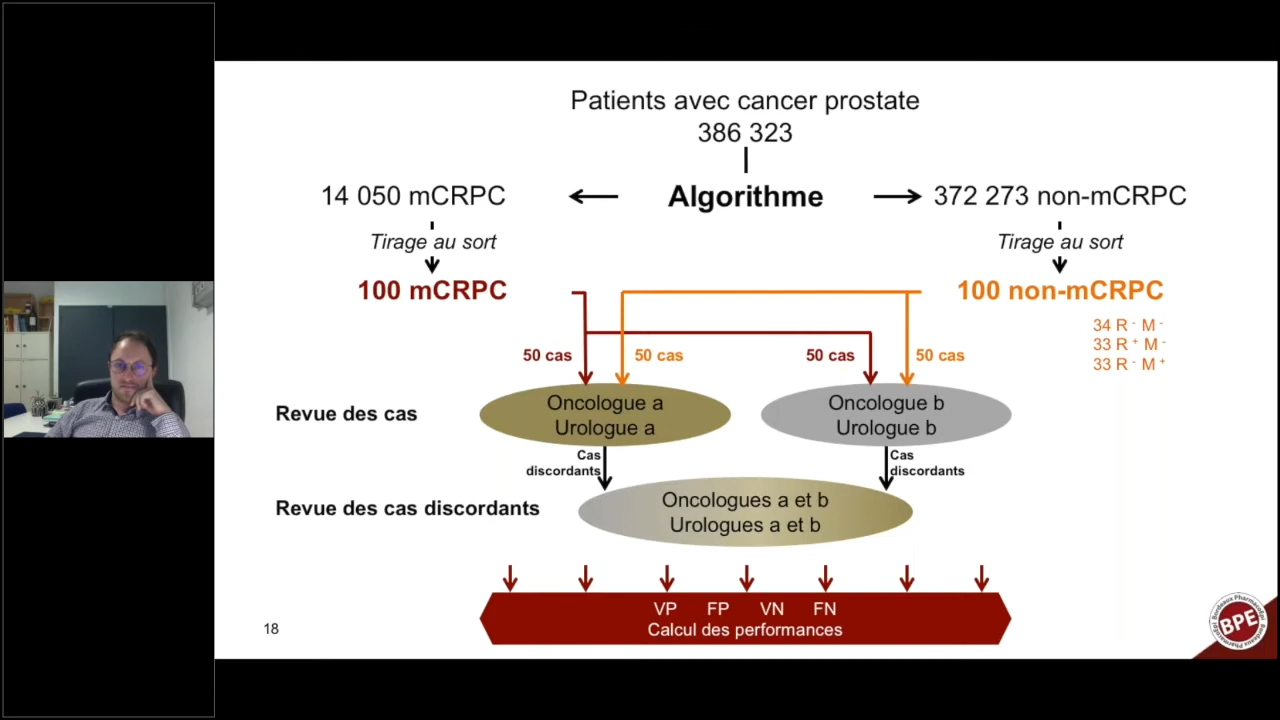 Patients avec cancer prostate
386 323
14 050 mCRPC
Algorithme
372 273 non-mCRPC
Tirage au sort
Tirage au sort
100 mCRPC
100 non-mCRPC
34 R - M -
33 R + M -
33 R - M +
50 cas
50 cas
50 cas
50 cas
Revue des cas
Oncologue a
Urologue a
Oncologue b
Urologue b
Cas
discordants
Cas
discordants
Revue des cas discordants
Oncologues a et b
Urologues a et b
VP FP VN FN
Calcul des performances
18
BPE